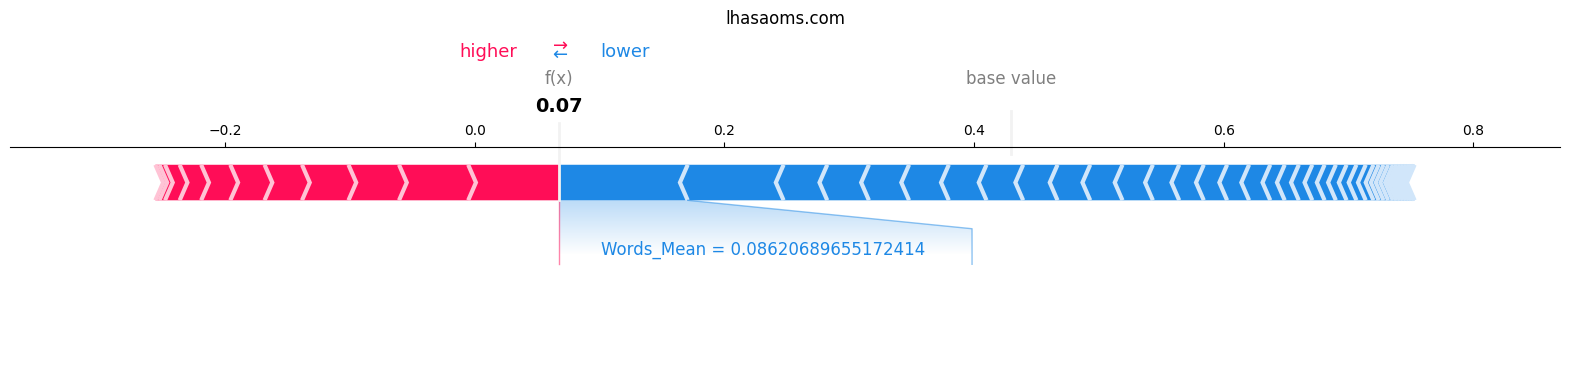 lhasaoms.com
higher → ← lower
f(x) base value
0.07
−0.2 0.0 0.2 0.4 0.6 0.8
Words_Mean = 0.08620689655172414